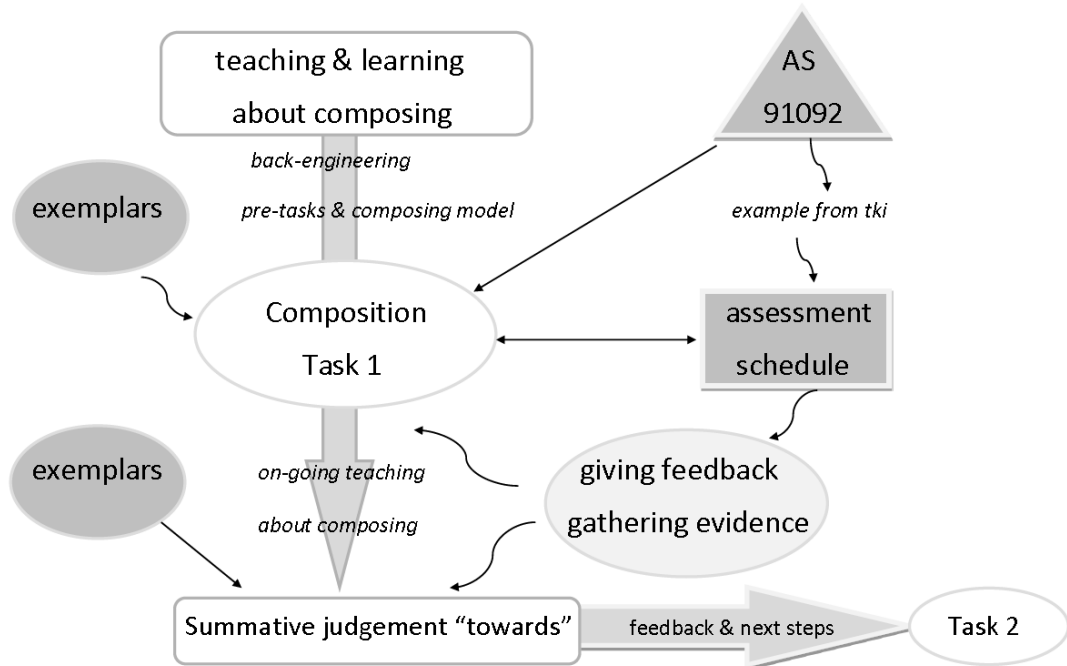 teaching & learning
about composing
AS
91092
back-engineering
exemplars
pre-tasks & composing model
example from tki
Composition
Task 1
assessment
schedule
exemplars
on-going teaching
about composing
giving feedback
gathering evidence
Summative judgement “towards”
feedback & next steps
Task 2